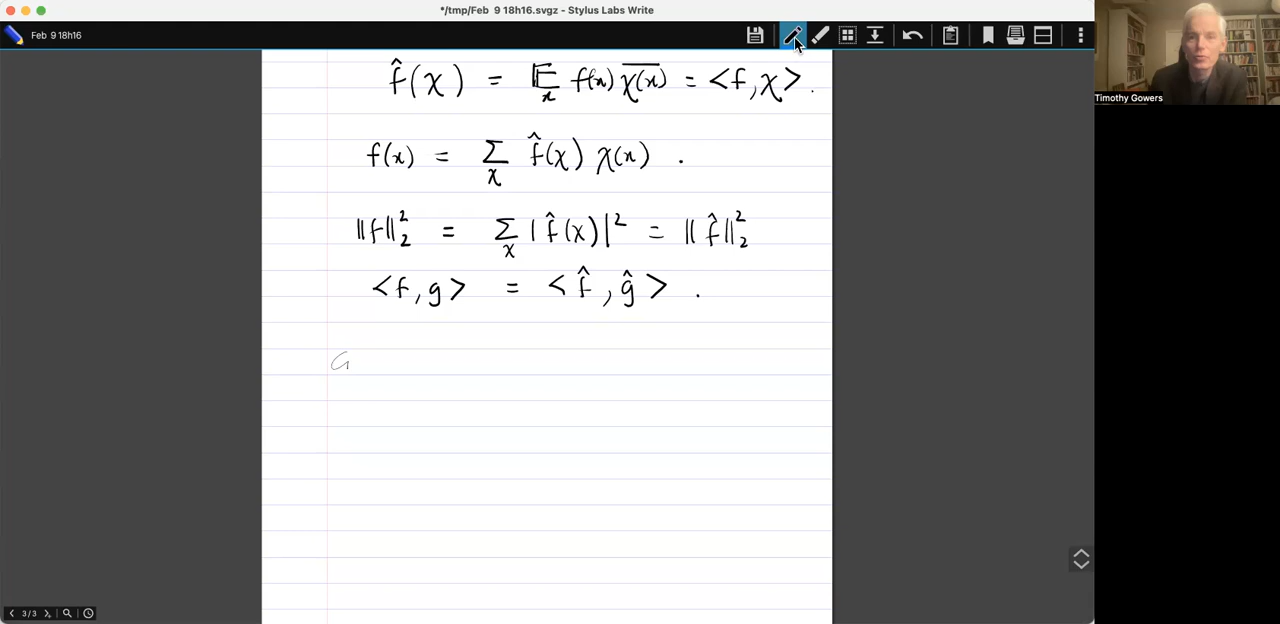 */tmp/Feb 9 18h16.svgz - Stylus Labs Write
Feb 9 18h16
Timothy Gowers
f̂(χ) = 𝔼ₓ f(x) χ(x)̅ = <f, χ> .
f(x) = Σ_χ f̂(χ) χ(x) .
||f||₂² = Σ_χ |f̂(χ)|² = ||f̂||₂²
<f, g> = <f̂, ĝ> .
G
3/3